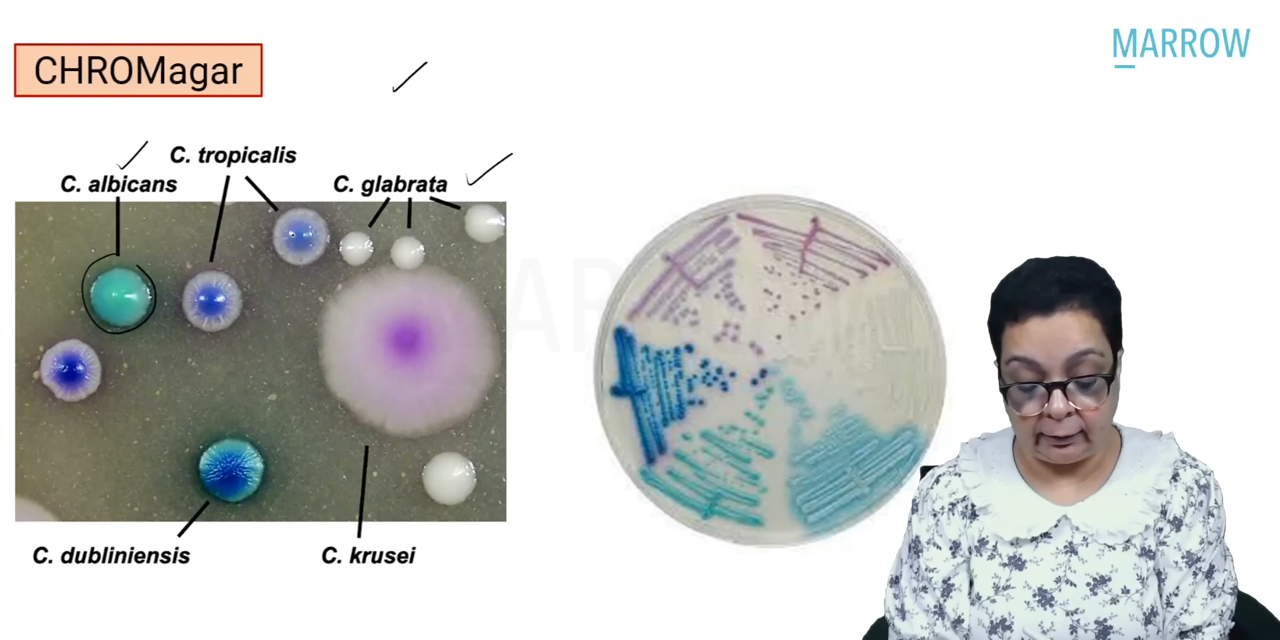 MARROW
CHROMagar
C. tropicalis
C. albicans
C. glabrata
C. dubliniensis
C. krusei